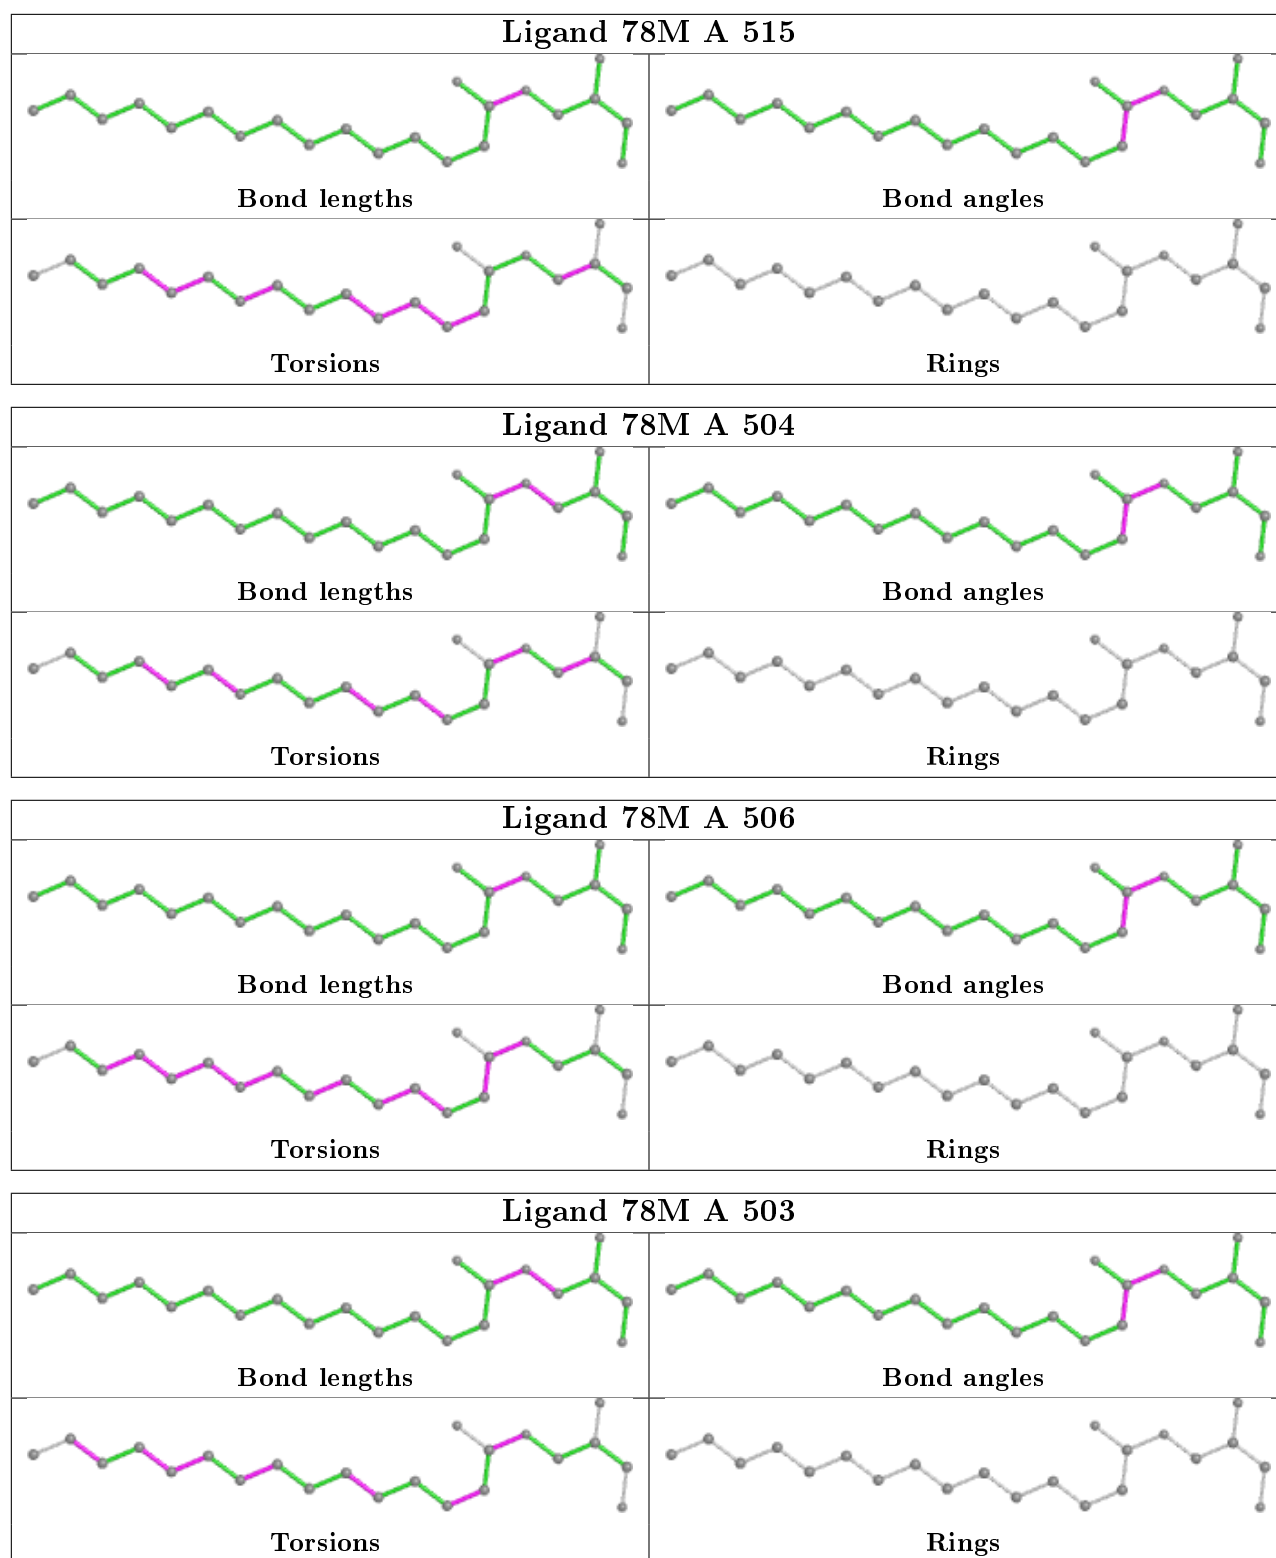 Ligand 78M A 515
Bond lengths
Bond angles
Torsions
Rings
Ligand 78M A 504
Bond lengths
Bond angles
Torsions
Rings
Ligand 78M A 506
Bond lengths
Bond angles
Torsions
Rings
Ligand 78M A 503
Bond lengths
Bond angles
Torsions
Rings